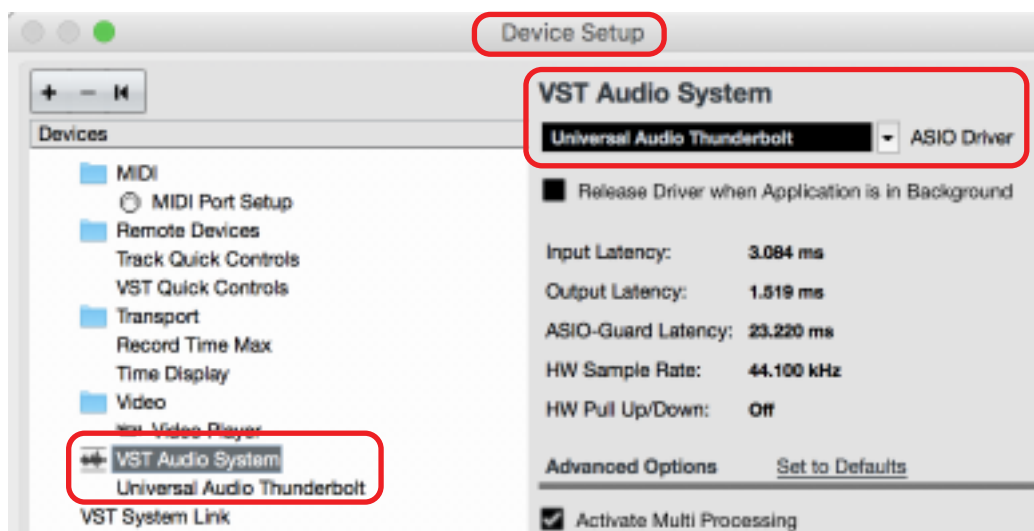 Device Setup
+ –
Devices
MIDI
MIDI Port Setup
Remote Devices
Track Quick Controls
VST Quick Controls
Transport
Record Time Max
Time Display
Video
Video Player
VST Audio System
Universal Audio Thunderbolt
VST System Link
VST Audio System
Universal Audio Thunderbolt ASIO Driver
Release Driver when Application is in Background
Input Latency: 3.084 ms
Output Latency: 1.519 ms
ASIO-Guard Latency: 23.220 ms
HW Sample Rate: 44.100 kHz
HW Pull Up/Down: Off
Advanced Options Set to Defaults
Activate Multi Processing